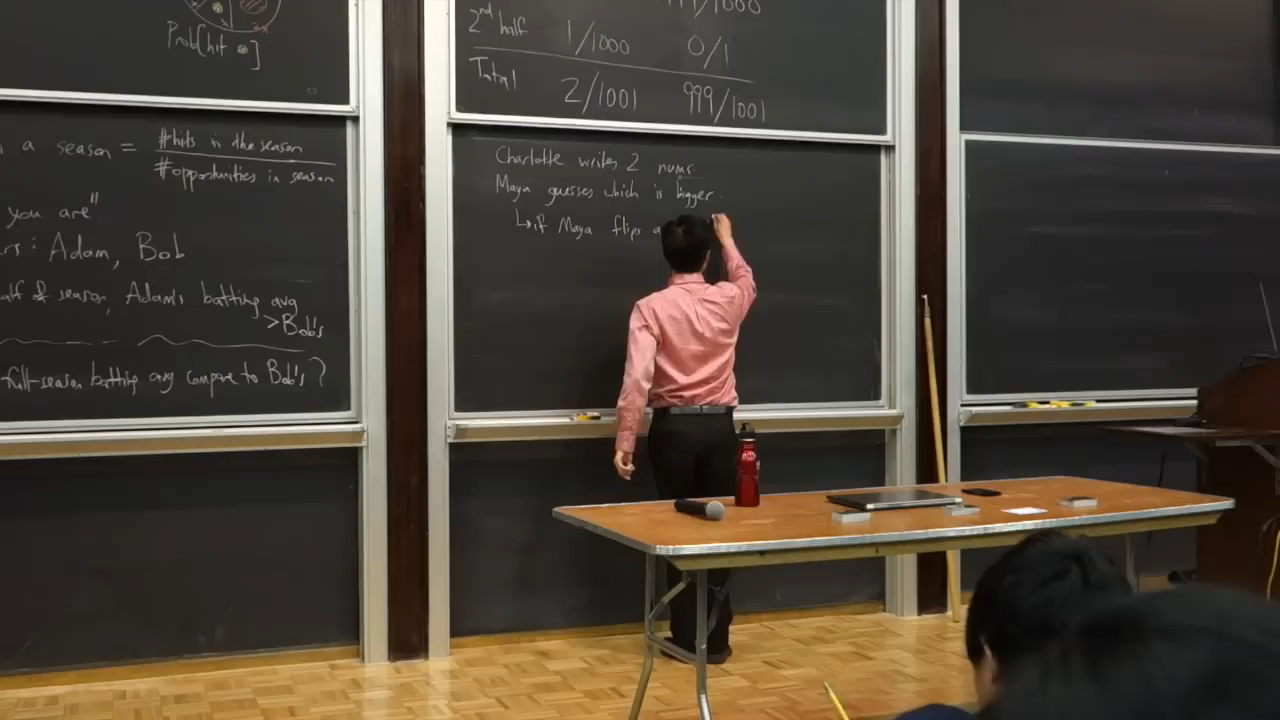 Prob[hit ]
n a season = #hits in the season
#opportunities in season
you are"
rs: Adam, Bob
alf of season, Adam's batting avg
> Bob's
full-season batting avg compare to Bob's?
2nd half 1/1000 0/1
Total 2/1001 999/1001
Charlotte writes 2 nums.
Maya guesses which is bigger.
↳ if Maya flips a